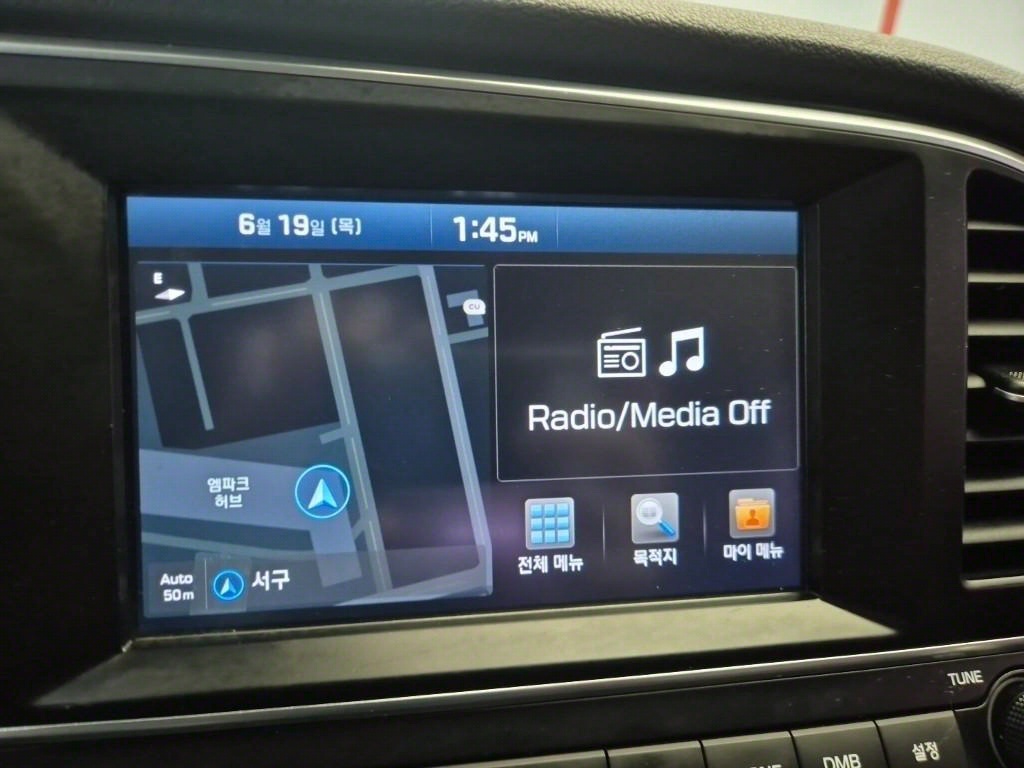 6월 19일 (목) 1:45PM
E
CU
Radio/Media Off
엠파크
허브
전체 메뉴 목적지 마이 메뉴
Auto
50m
서구
TUNE
DMB 설정